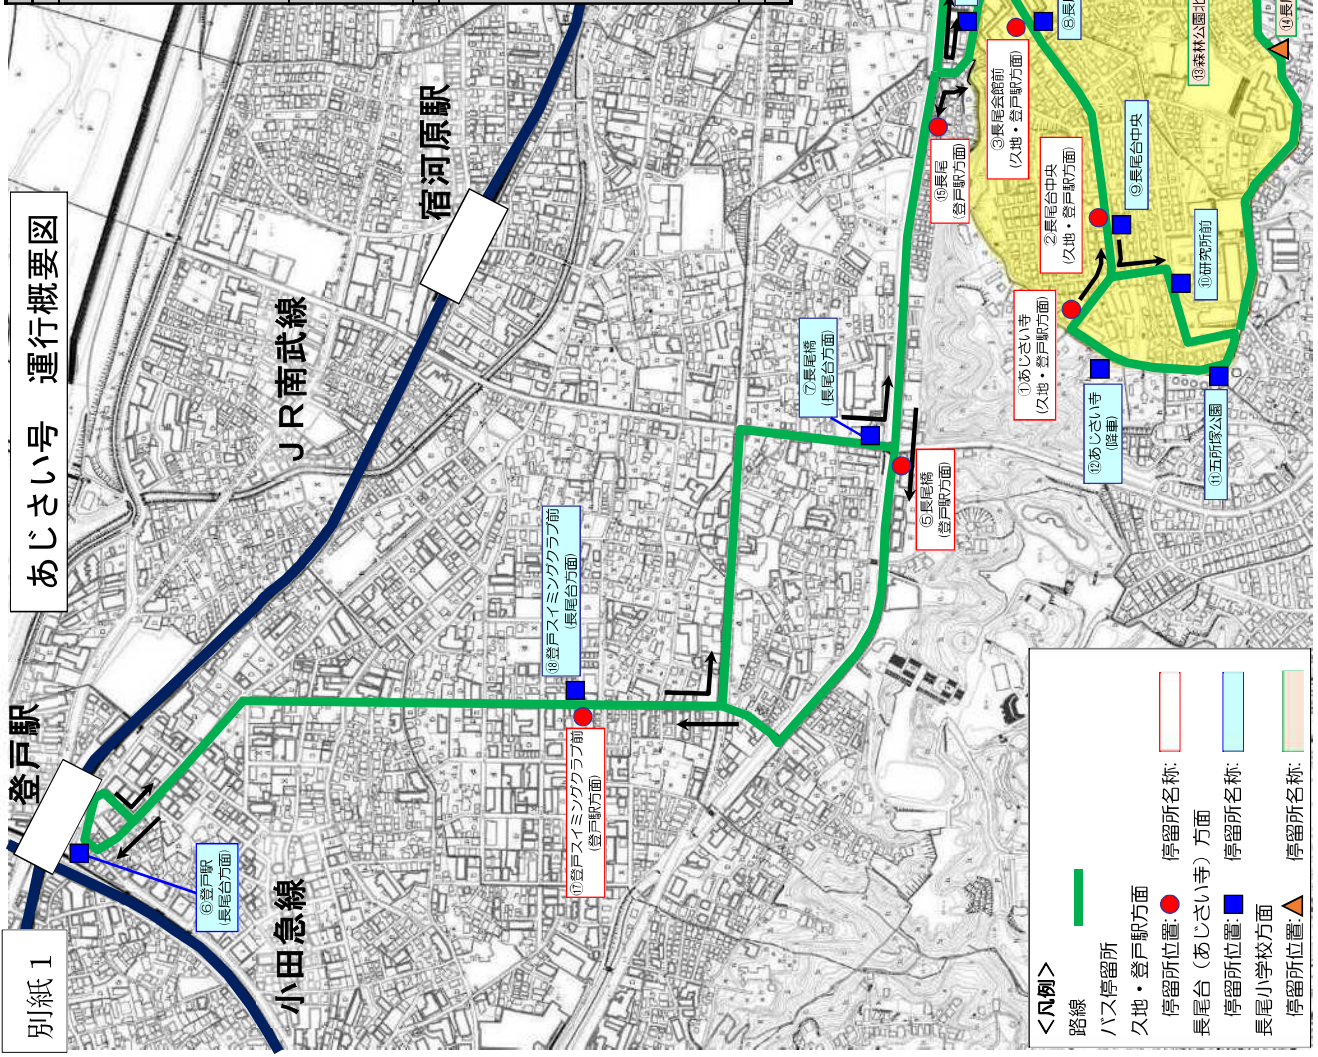 別紙１
あじさい号　運行概要図
登戸駅
宿河原駅
ＪＲ南武線
小田急線
⑥登戸駅
(長尾台方面)
⑱登戸スイミングクラブ前
(長尾台方面)
⑰登戸スイミングクラブ前
(登戸駅方面)
⑦長尾橋
(長尾台方面)
⑤長尾橋
(登戸駅方面)
⑮長尾
(登戸駅方面)
③長尾会館前
(久地・登戸駅方面)
②長尾台中央
(久地・登戸駅方面)
①あじさい寺
(久地・登戸駅方面)
⑨長尾台中央
⑩研究所前
⑫あじさい寺
(降車)
⑪五所塚公園
⑬森林公園北
⑭長
⑧長
＜凡例＞
路線
バス停留所
久地・登戸駅方面
停留所位置: 停留所名称:
長尾台（あじさい寺）方面
停留所位置: 停留所名称:
長尾小学校方面
停留所位置: 停留所名称: